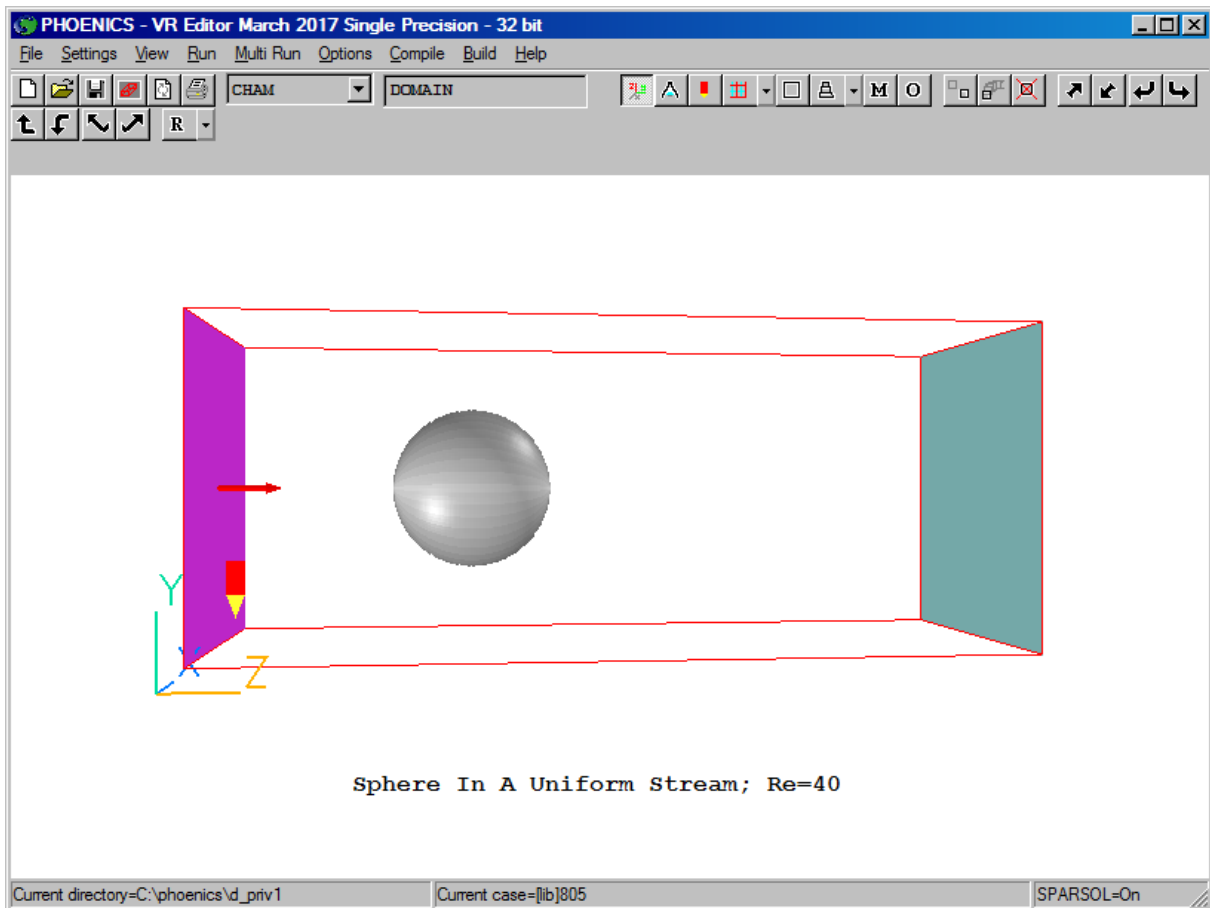 PHOENICS - VR Editor March 2017 Single Precision - 32 bit
File Settings View Run Multi Run Options Compile Build Help
CHAM DOMAIN M O
R
Y
X
Z
Sphere In A Uniform Stream; Re=40
Current directory=C:\phoenics\d_priv1 Current case=[lib]805 SPARSOL=On